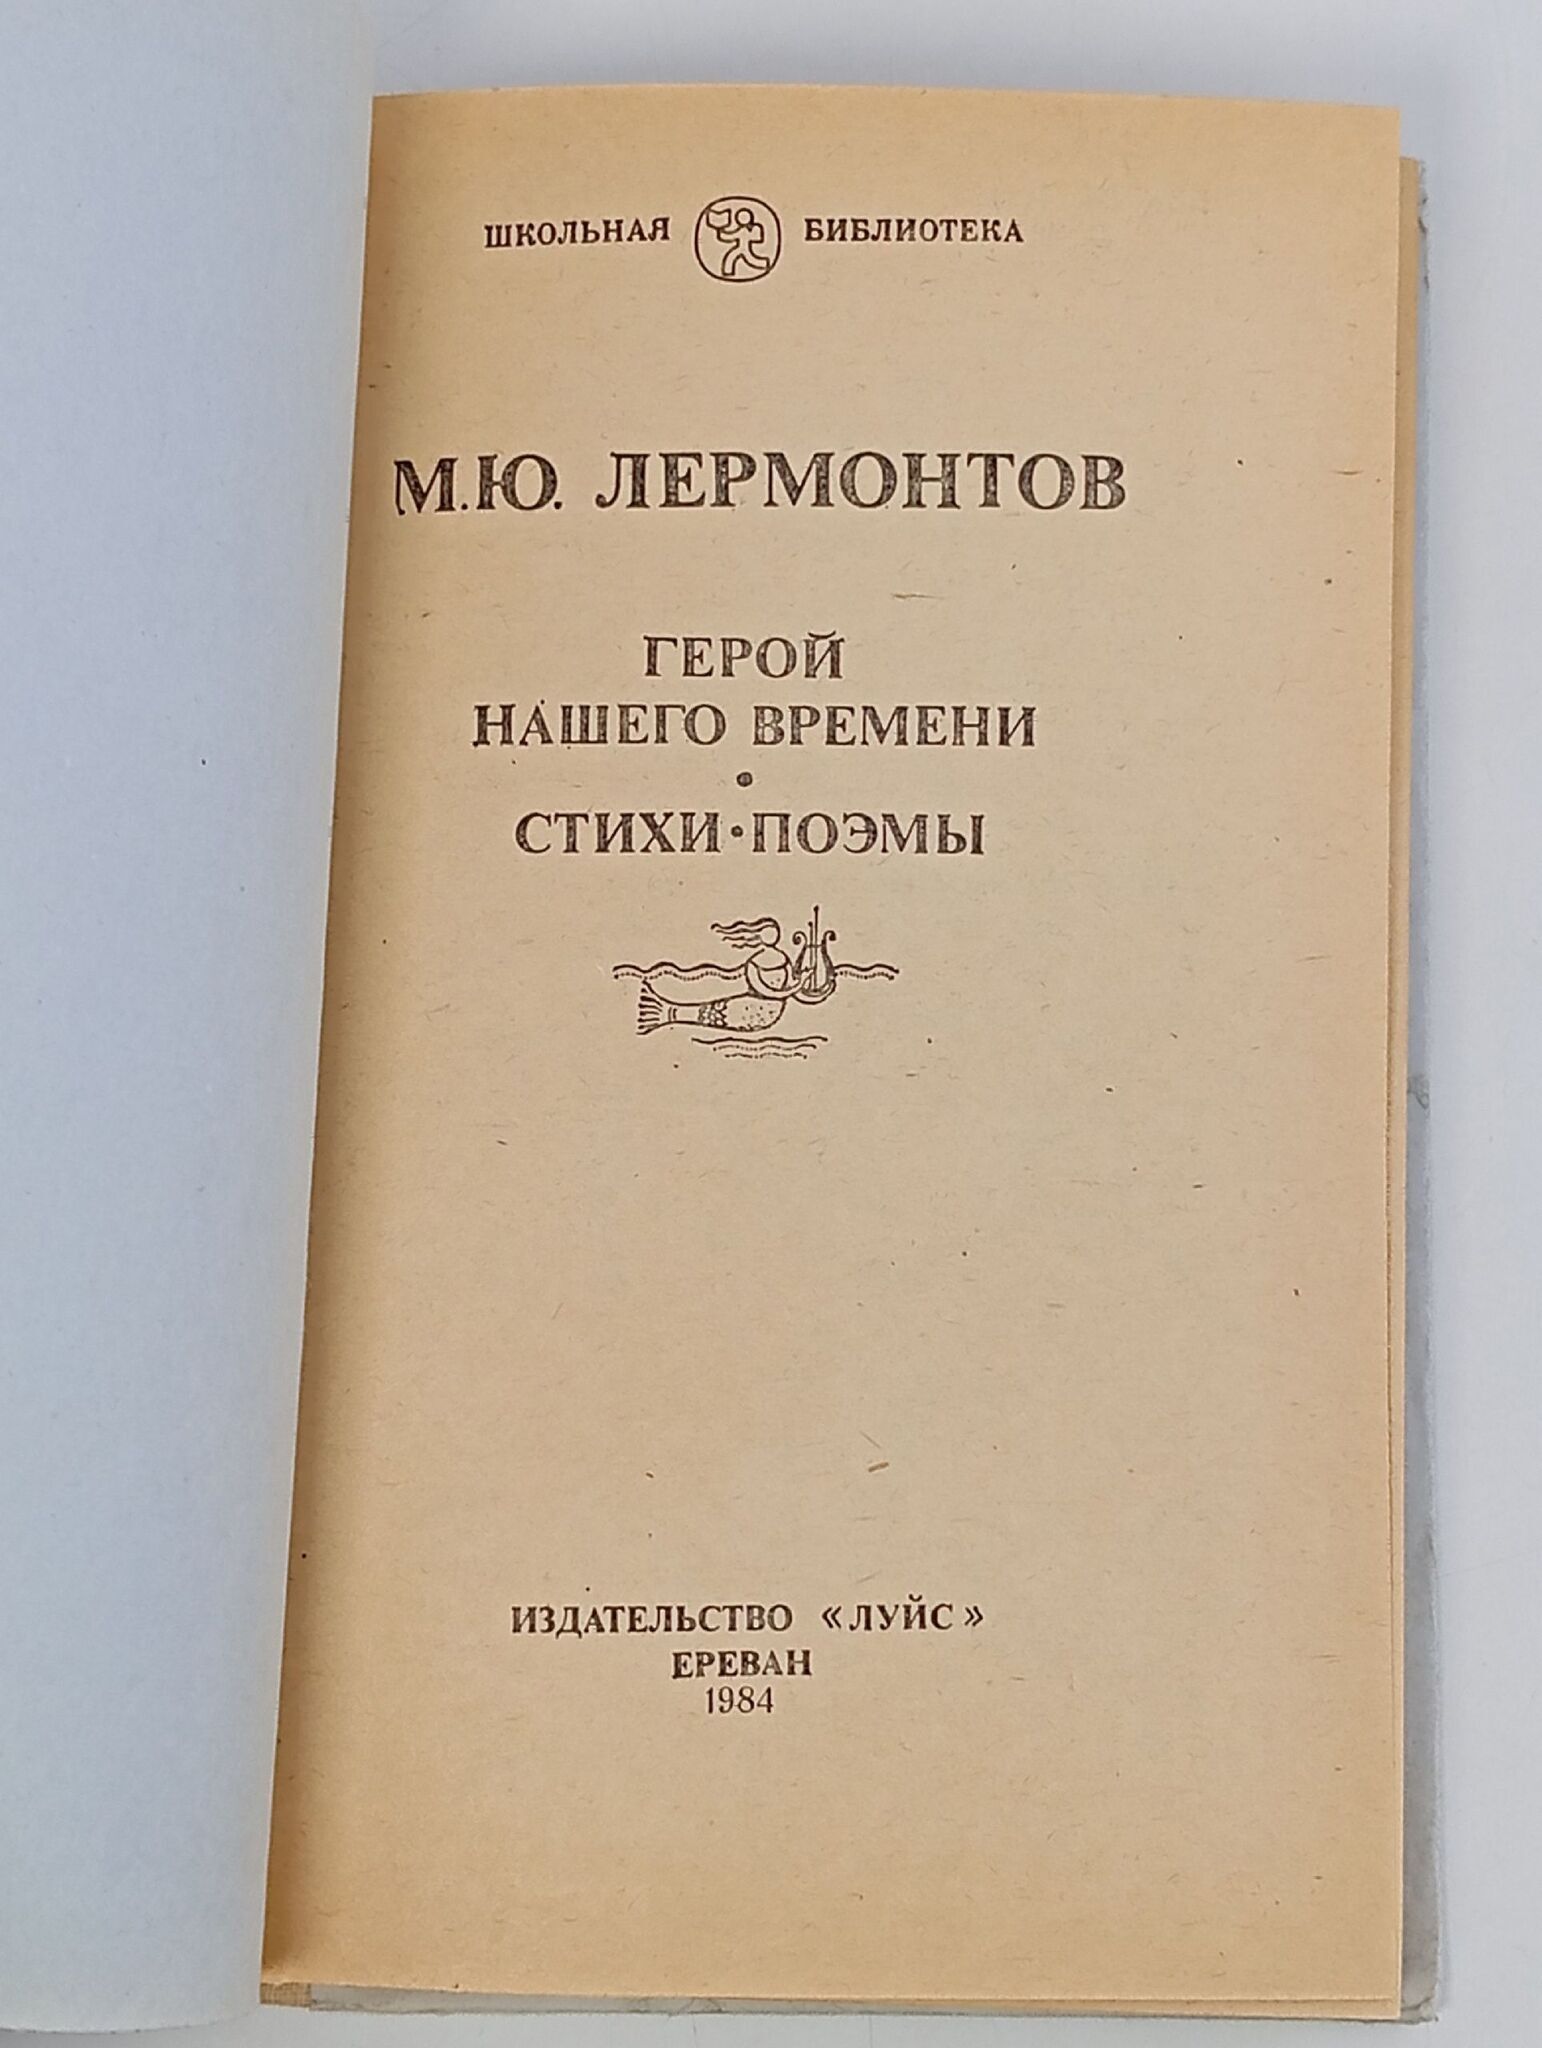 ШКОЛЬНАЯ БИБЛИОТЕКА
М.Ю. ЛЕРМОНТОВ
ГЕРОЙ
НАШЕГО ВРЕМЕНИ
•
СТИХИ•ПОЭМЫ
ИЗДАТЕЛЬСТВО «ЛУЙС»
ЕРЕВАН
1984